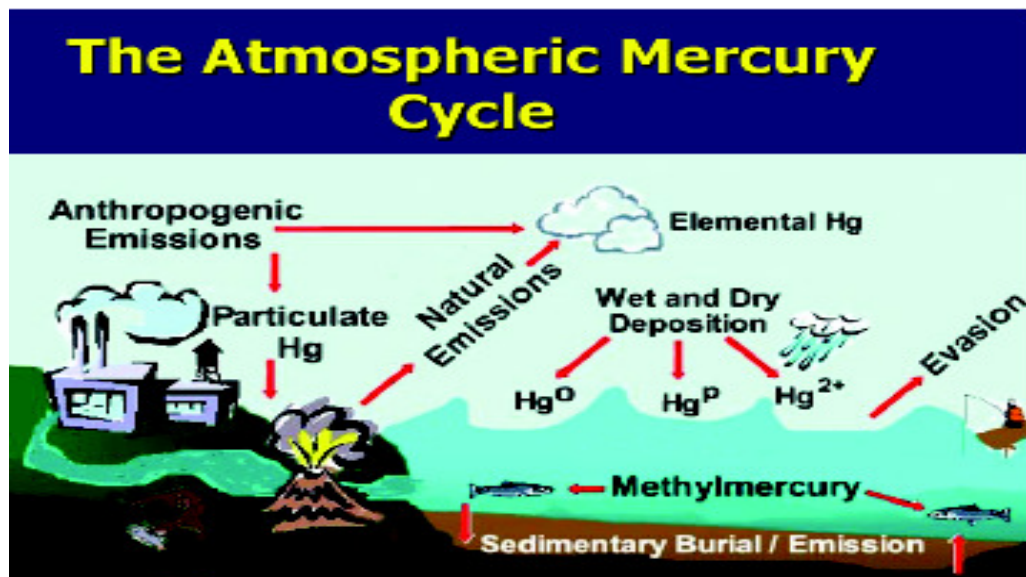 The Atmospheric Mercury
Cycle
Anthropogenic
Emissions
Elemental Hg
Natural
Emissions
Particulate
Hg
Wet and Dry
Deposition
Evasion
Hg⁰
Hgᴾ
Hg²⁺
Methylmercury
Sedimentary Burial / Emission